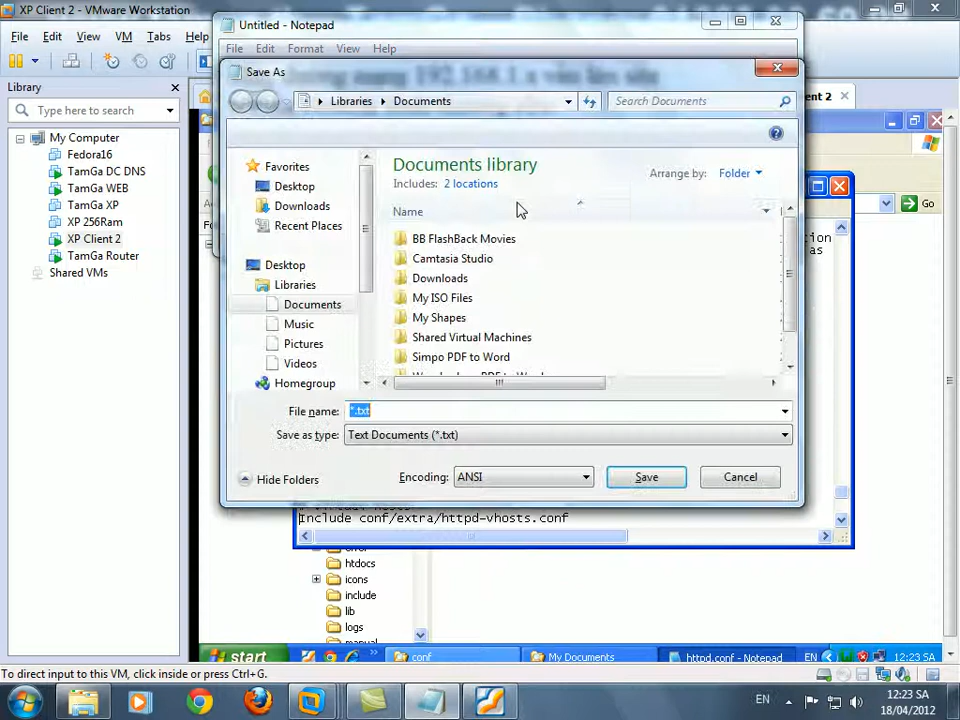 XP Client 2 - VMware Workstation
File Edit View VM Tabs Help
Untitled - Notepad
File Edit Format View Help
Library
Type here to search
My Computer
Fedora16
TamGa DC DNS
TamGa WEB
TamGa XP
XP 256Ram
XP Client 2
TamGa Router
Shared VMs
Save As
Libraries Documents
Search Documents
Favorites
Desktop
Downloads
Recent Places
Desktop
Libraries
Documents
Music
Pictures
Videos
Homegroup
Documents library
Includes: 2 locations
Arrange by: Folder
Name
BB FlashBack Movies
Camtasia Studio
Downloads
My ISO Files
My Shapes
Shared Virtual Machines
Simpo PDF to Word
File name: *.txt
Save as type: Text Documents (*.txt)
Hide Folders
Encoding: ANSI
Save
Cancel
ent 2
Go
as
Include conf/extra/httpd-vhosts.conf
htdocs
icons
include
lib
logs
start
conf
My Documents
httpd.conf - Notepad
EN
12:23 SA
To direct input to this VM, click inside or press Ctrl+G.
EN
12:23 SA
18/04/2012